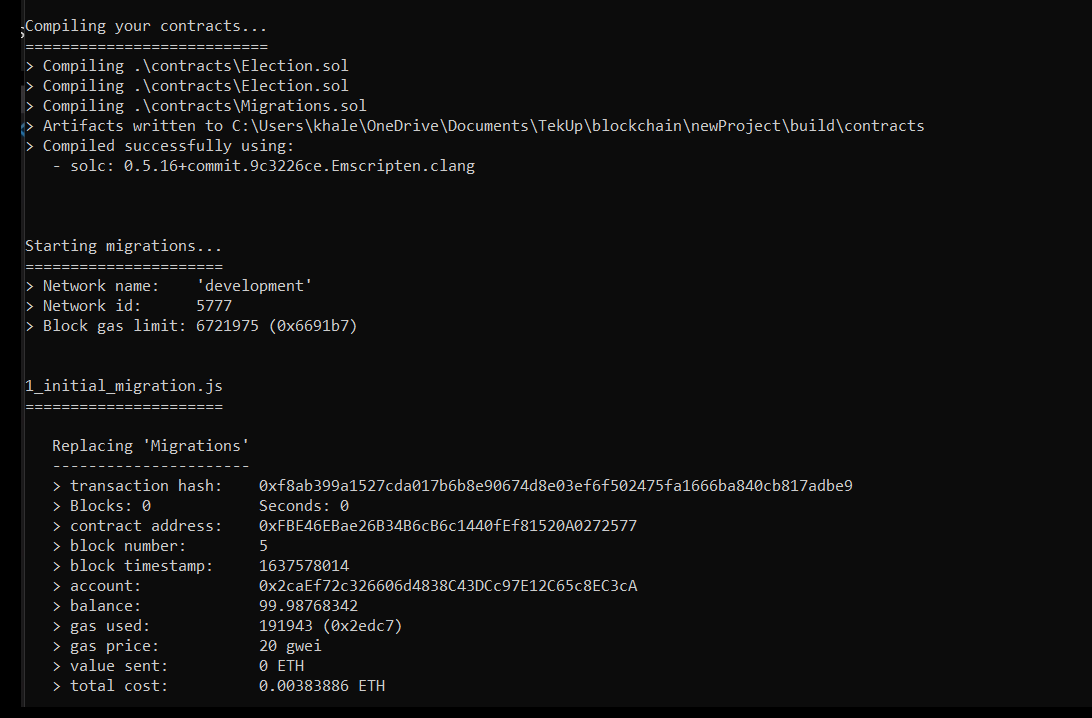 Compiling your contracts...
===========================
> Compiling .\contracts\Election.sol
> Compiling .\contracts\Election.sol
> Compiling .\contracts\Migrations.sol
> Artifacts written to C:\Users\khale\OneDrive\Documents\TekUp\blockchain\newProject\build\contracts
> Compiled successfully using:
   - solc: 0.5.16+commit.9c3226ce.Emscripten.clang
Starting migrations...
======================
> Network name:    'development'
> Network id:      5777
> Block gas limit: 6721975 (0x6691b7)
1_initial_migration.js
======================
   Replacing 'Migrations'
   ----------------------
   > transaction hash:    0xf8ab399a1527cda017b6b8e90674d8e03ef6f502475fa1666ba840cb817adbe9
   > Blocks: 0            Seconds: 0
   > contract address:    0xFBE46EBae26B34B6cB6c1440fEf81520A0272577
   > block number:        5
   > block timestamp:     1637578014
   > account:             0x2caEf72c326606d4838C43DCc97E12C65c8EC3cA
   > balance:             99.98768342
   > gas used:            191943 (0x2edc7)
   > gas price:           20 gwei
   > value sent:          0 ETH
   > total cost:          0.00383886 ETH